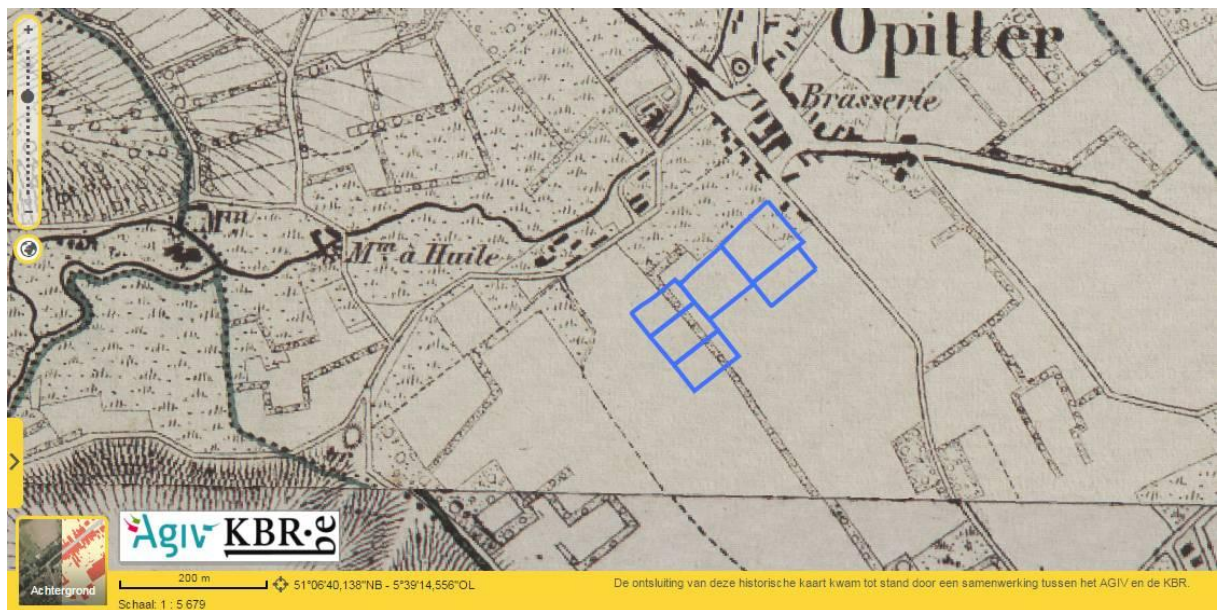 Opitter
Brasserie
Mⁱⁿ
Mⁱⁿ à Huile
Agiv KBR.be
Achtergrond
200 m
51°06'40,138"NB - 5°39'14,556"OL
De ontsluiting van deze historische kaart kwam tot stand door een samenwerking tussen het AGIV en de KBR.
Schaal: 1 : 5 679